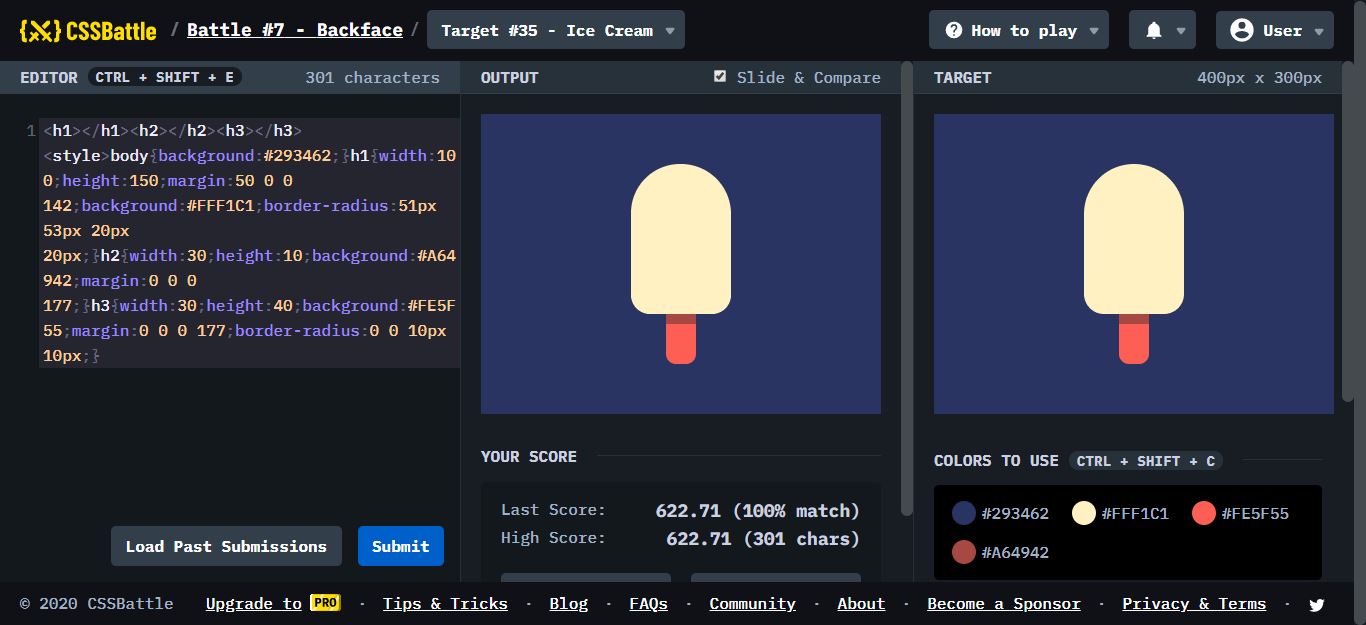 {※} CSSBattle / Battle #7 - Backface / Target #35 - Ice Cream ▾ How to play ▾ User ▾
EDITOR CTRL + SHIFT + E 301 characters
OUTPUT Slide & Compare
TARGET 400px x 300px
1 <h1></h1><h2></h2><h3></h3>
<style>body{background:#293462;}h1{width:10
0;height:150;margin:50 0 0
142;background:#FFF1C1;border-radius:51px
53px 20px
20px;}h2{width:30;height:10;background:#A64
942;margin:0 0 0
177;}h3{width:30;height:40;background:#FE5F
55;margin:0 0 0 177;border-radius:0 0 10px
10px;}
Load Past Submissions Submit
YOUR SCORE
Last Score: 622.71 (100% match)
High Score: 622.71 (301 chars)
COLORS TO USE CTRL + SHIFT + C
#293462 #FFF1C1 #FE5F55
#A64942
© 2020 CSSBattle Upgrade to PRO · Tips & Tricks · Blog · FAQs · Community · About · Become a Sponsor · Privacy & Terms ·